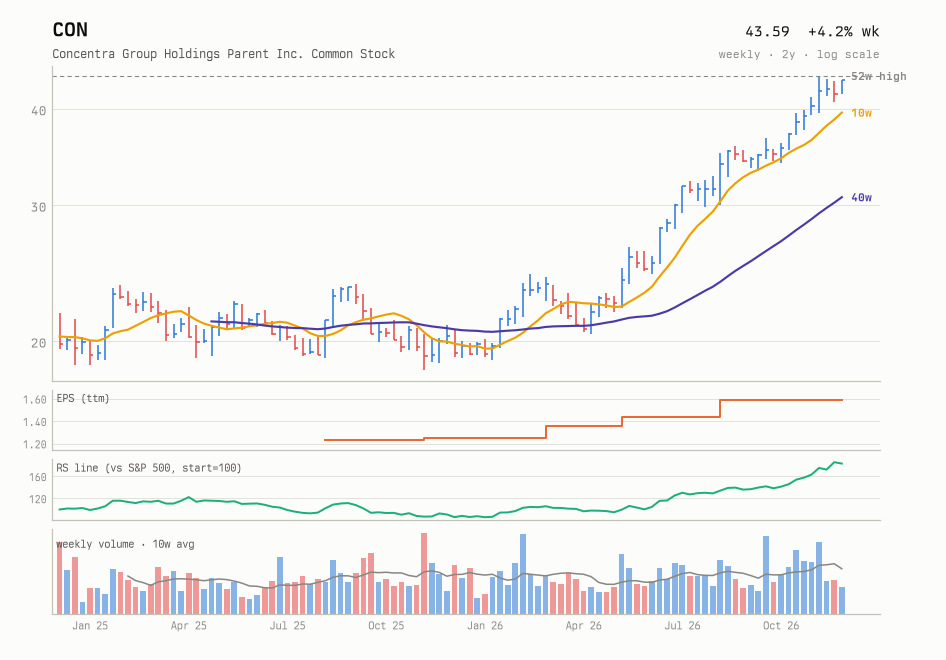 CON
43.59 +4.2% wk
Concentra Group Holdings Parent Inc. Common Stock
weekly · 2y · log scale
52w high
40
10w
30
40w
20
EPS (ttm)
1.60
1.40
1.20
RS line (vs S&P 500, start=100)
160
120
weekly volume · 10w avg
Jan 25 Apr 25 Jul 25 Oct 25 Jan 26 Apr 26 Jul 26 Oct 26